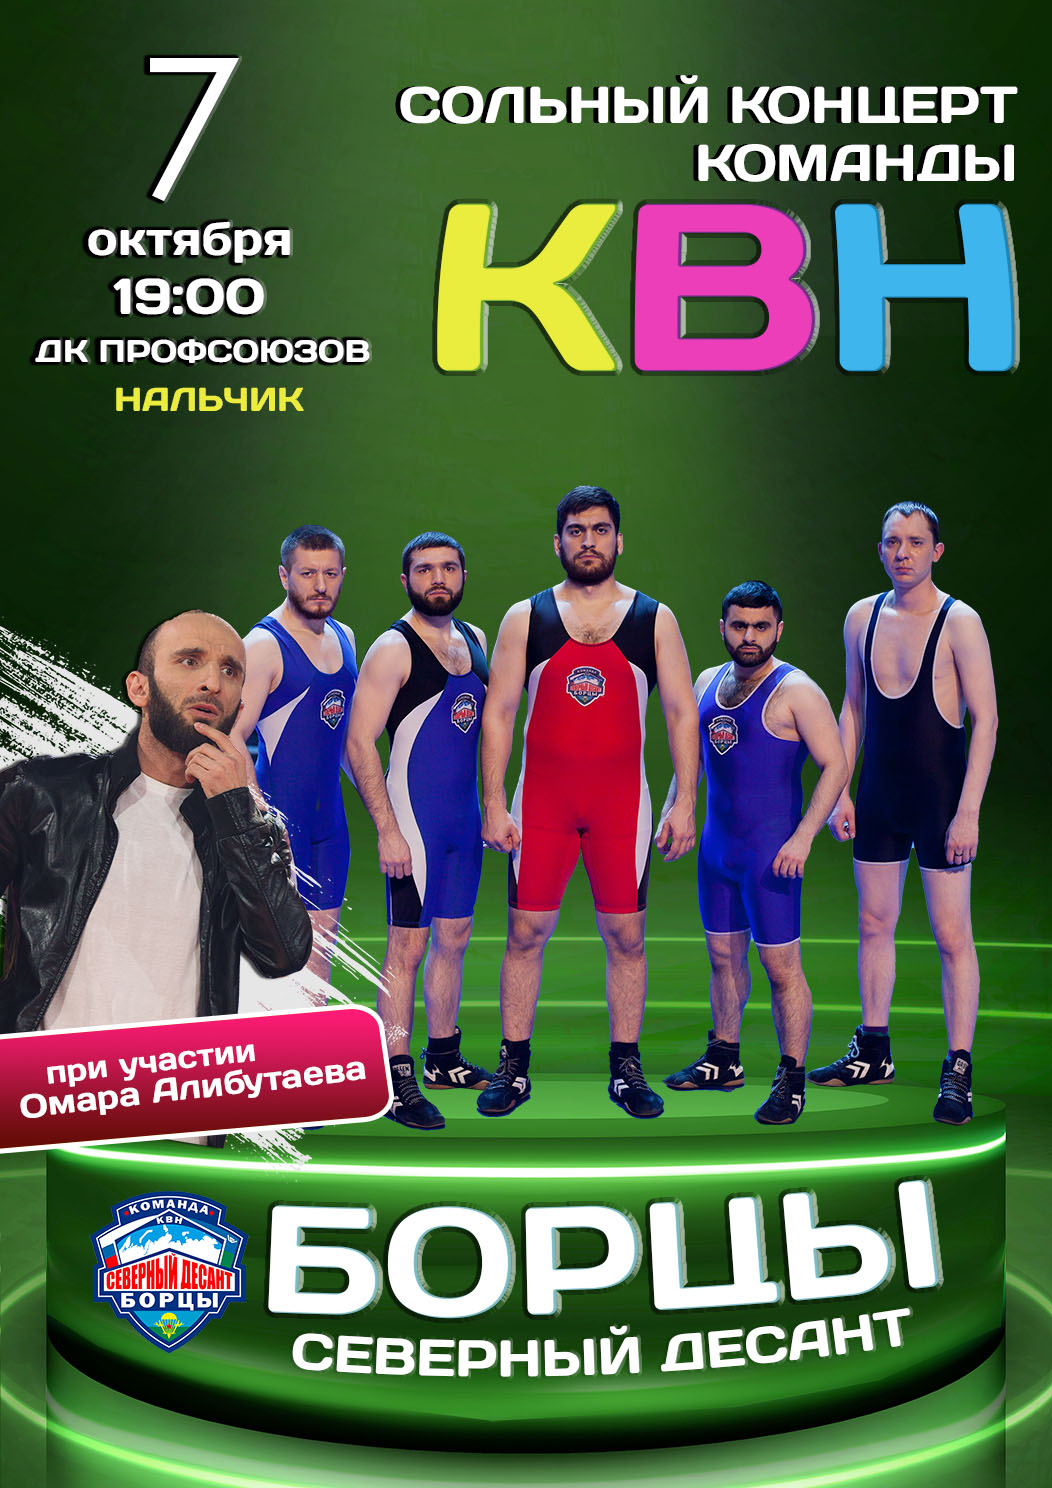 7
октября
19:00
ДК ПРОФСОЮЗОВ
НАЛЬЧИК
СОЛЬНЫЙ КОНЦЕРТ
КОМАНДЫ
КВН
при участии
Омара Алибутаева
КОМАНДА
КВН
СЕВЕРНЫЙ ДЕСАНТ
БОРЦЫ
БОРЦЫ
СЕВЕРНЫЙ ДЕСАНТ